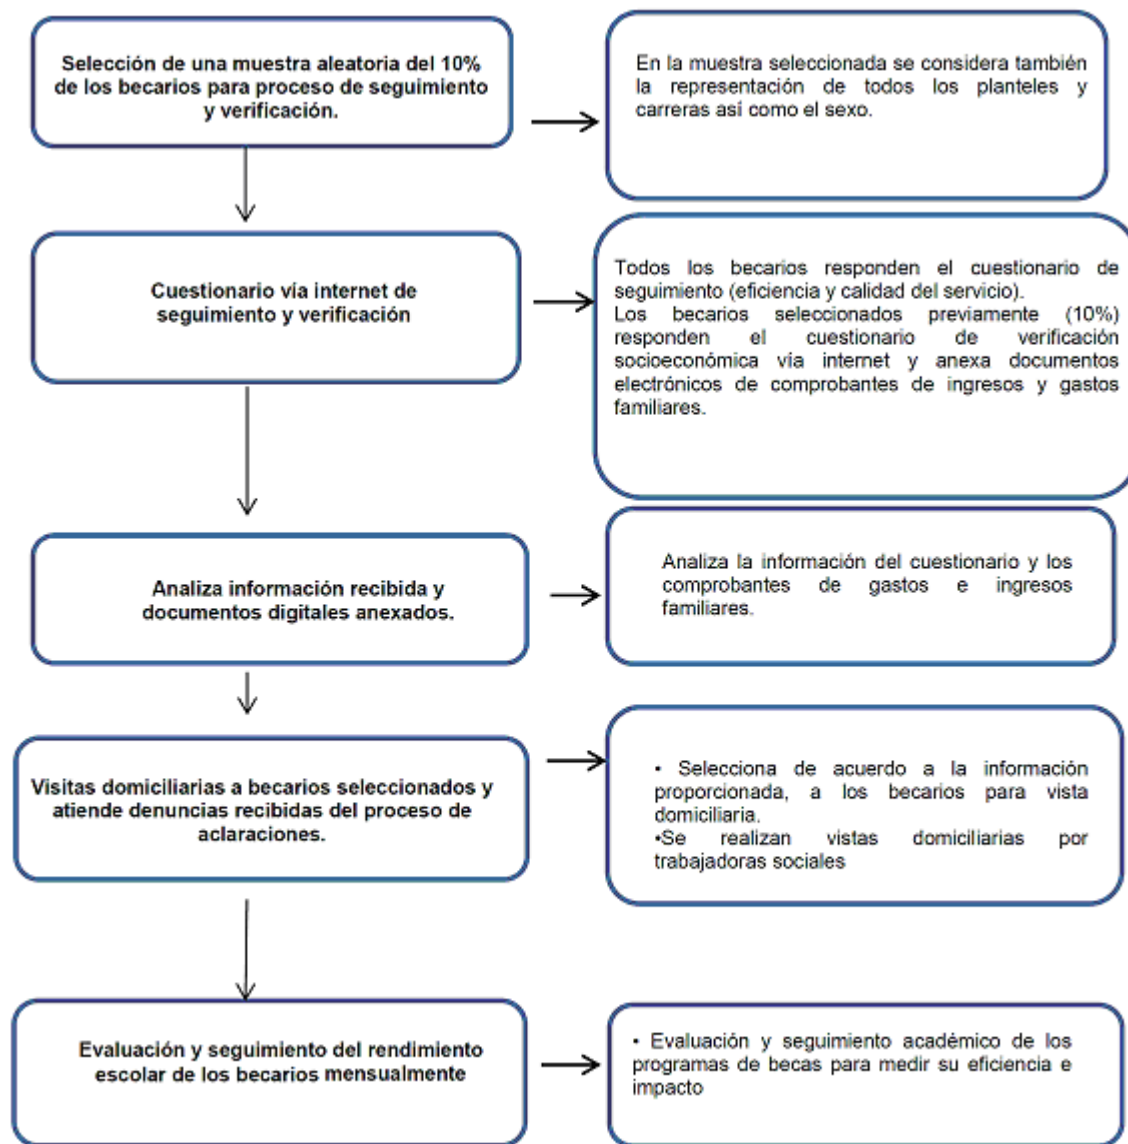 Selección de una muestra aleatoria del 10%
de los becarios para proceso de seguimiento
y verificación.
En la muestra seleccionada se considera también
la representación de todos los planteles y
carreras así como el sexo.
Cuestionario vía internet de
seguimiento y verificación
Todos los becarios responden el cuestionario de
seguimiento (eficiencia y calidad del servicio).
Los becarios seleccionados previamente (10%)
responden el cuestionario de verificación
socioeconómica vía internet y anexa documentos
electrónicos de comprobantes de ingresos y gastos
familiares.
Analiza información recibida y
documentos digitales anexados.
Analiza la información del cuestionario y los
comprobantes de gastos e ingresos
familiares.
Visitas domiciliarias a becarios seleccionados y
atiende denuncias recibidas del proceso de
aclaraciones.
• Selecciona de acuerdo a la información
proporcionada, a los becarios para vista
domiciliaria.
•Se realizan vistas domiciliarias por
trabajadoras sociales
Evaluación y seguimiento del rendimiento
escolar de los becarios mensualmente
• Evaluación y seguimiento académico de los
programas de becas para medir su eficiencia e
impacto